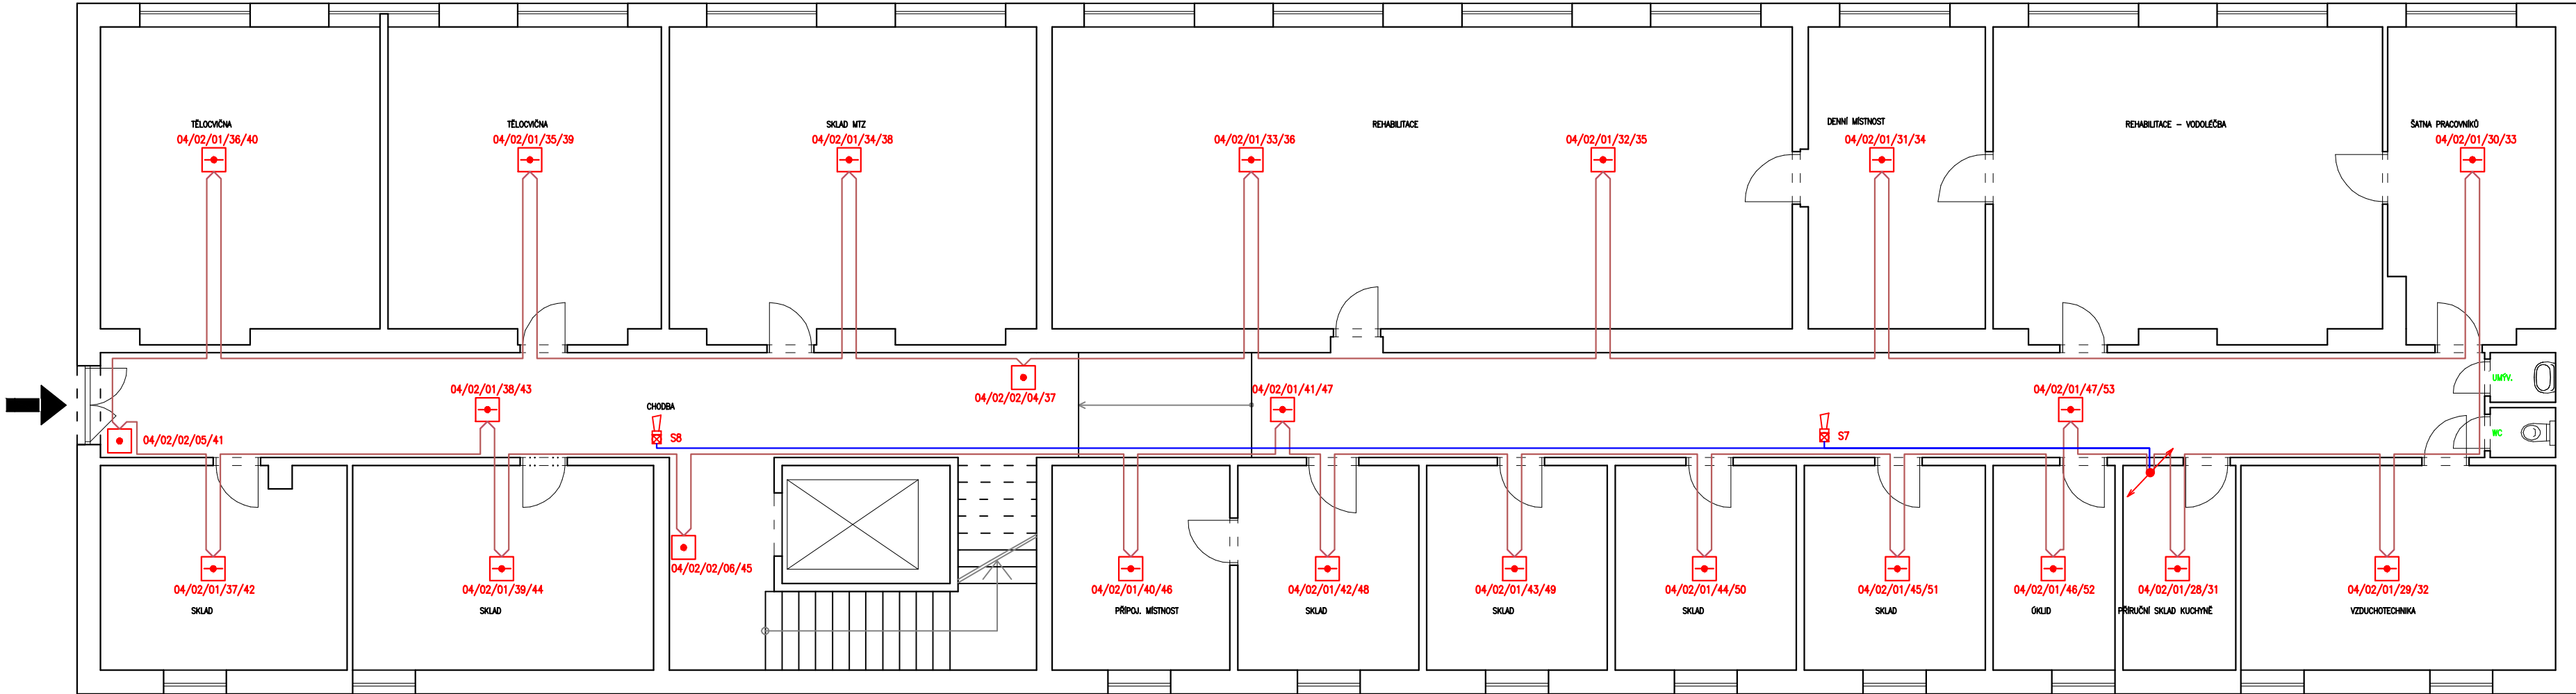 TĚLOCVIČNA
04/02/01/36/40
TĚLOCVIČNA
04/02/01/35/39
SKLAD MTZ
04/02/01/34/38
REHABILITACE
04/02/01/33/36
04/02/01/32/35
DENNÍ MÍSTNOST
04/02/01/31/34
REHABILITACE – VODOLÉČBA
ŠATNA PRACOVNÍKŮ
04/02/01/30/33
04/02/01/38/43
04/02/02/05/41
CHODBA
S8
04/02/02/04/37
04/02/01/41/47
S7
04/02/01/47/53
UMÝV.
WC
04/02/01/37/42
SKLAD
04/02/01/39/44
SKLAD
04/02/02/06/45
04/02/01/40/46
PŘÍPOJ. MÍSTNOST
04/02/01/42/48
SKLAD
04/02/01/43/49
SKLAD
04/02/01/44/50
SKLAD
04/02/01/45/51
SKLAD
04/02/01/46/52
ÚKLID
04/02/01/28/31
PŘÍRUČNÍ SKLAD KUCHYNĚ
04/02/01/29/32
VZDUCHOTECHNIKA